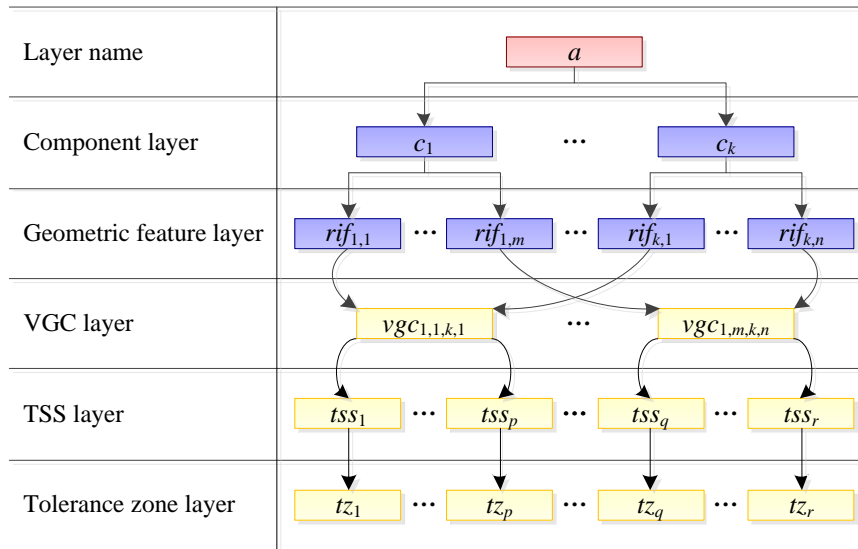 Layer name a
Component layer c1 ··· ck
Geometric feature layer rif1,1 ··· rif1,m ··· rifk,1 ··· rifk,n
VGC layer vgc1,1,k,1 ··· vgc1,m,k,n
TSS layer tss1 ··· tssp ··· tssq ··· tssr
Tolerance zone layer tz1 ··· tzp ··· tzq ··· tzr